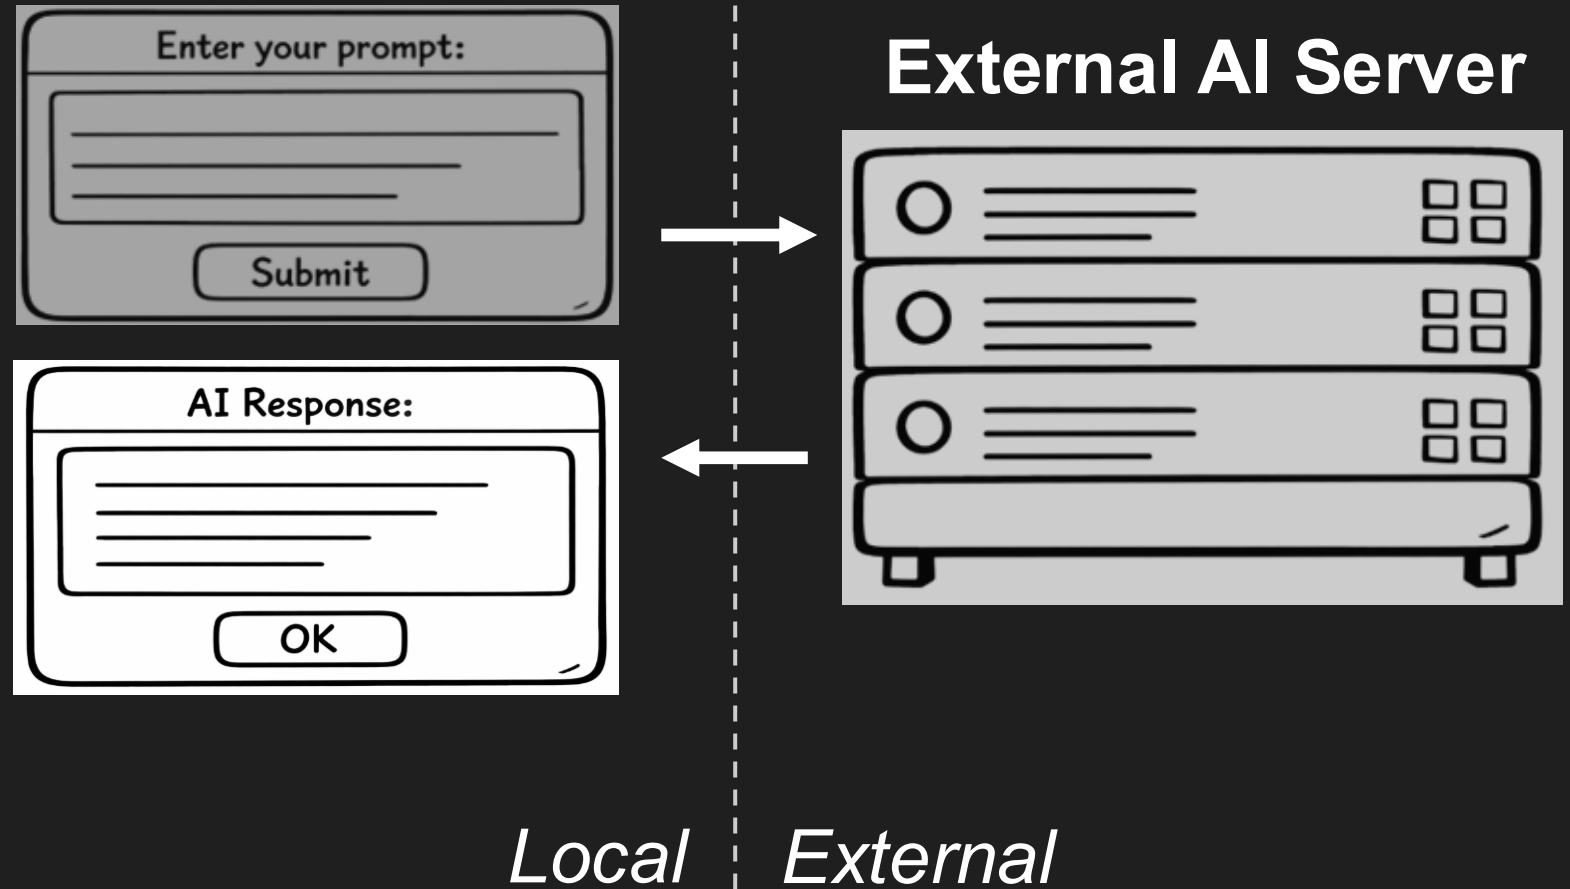 Enter your prompt:
Submit
AI Response:
OK
External AI Server
Local
External